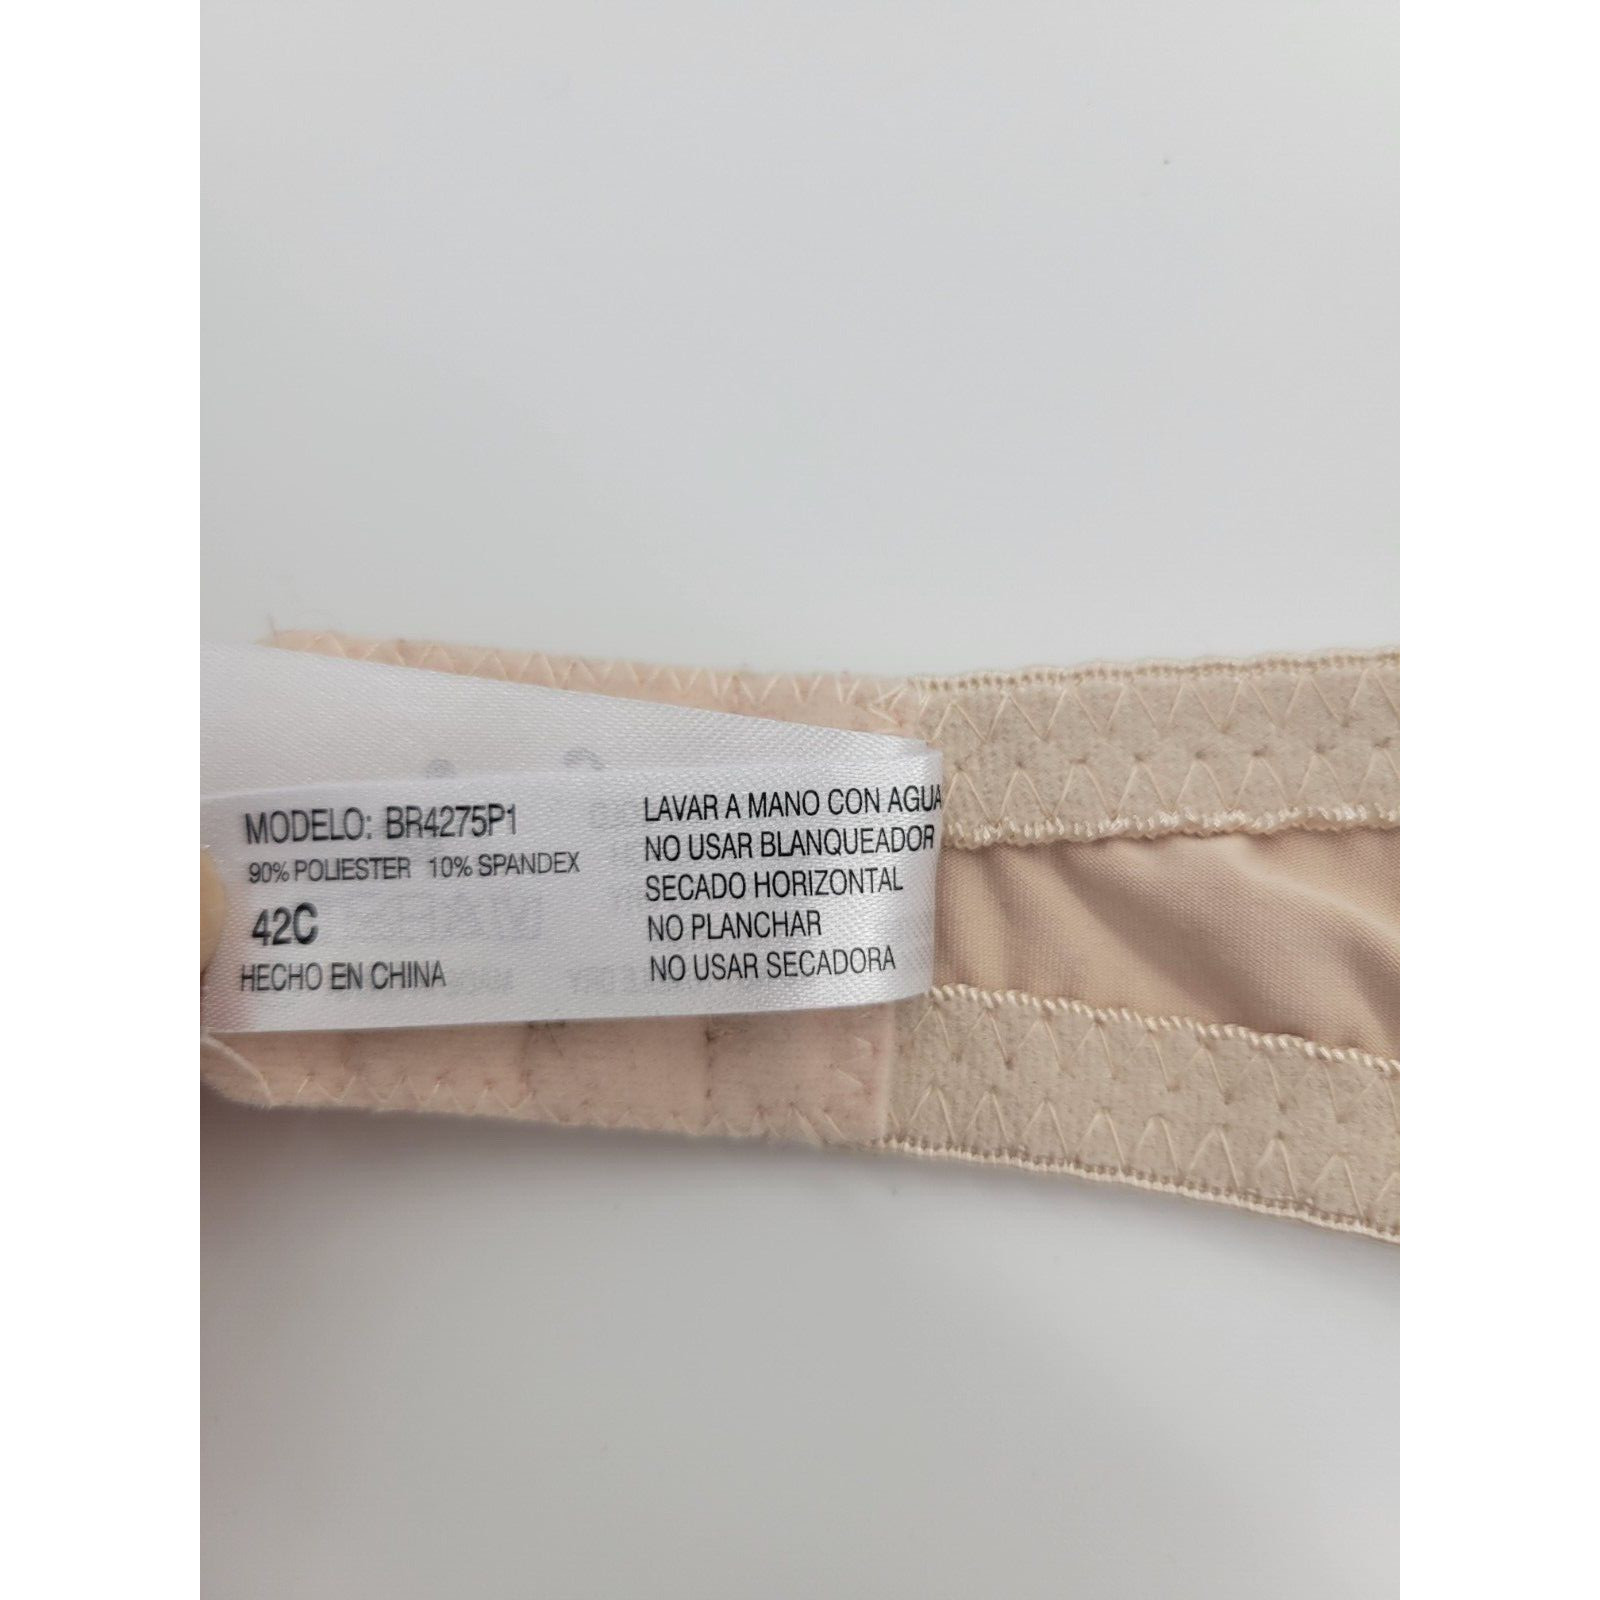 MODELO: BR4275P1
90% POLIESTER 10% SPANDEX
42C
HECHO EN CHINA
LAVAR A MANO CON AGUA
NO USAR BLANQUEADOR
SECADO HORIZONTAL
NO PLANCHAR
NO USAR SECADORA